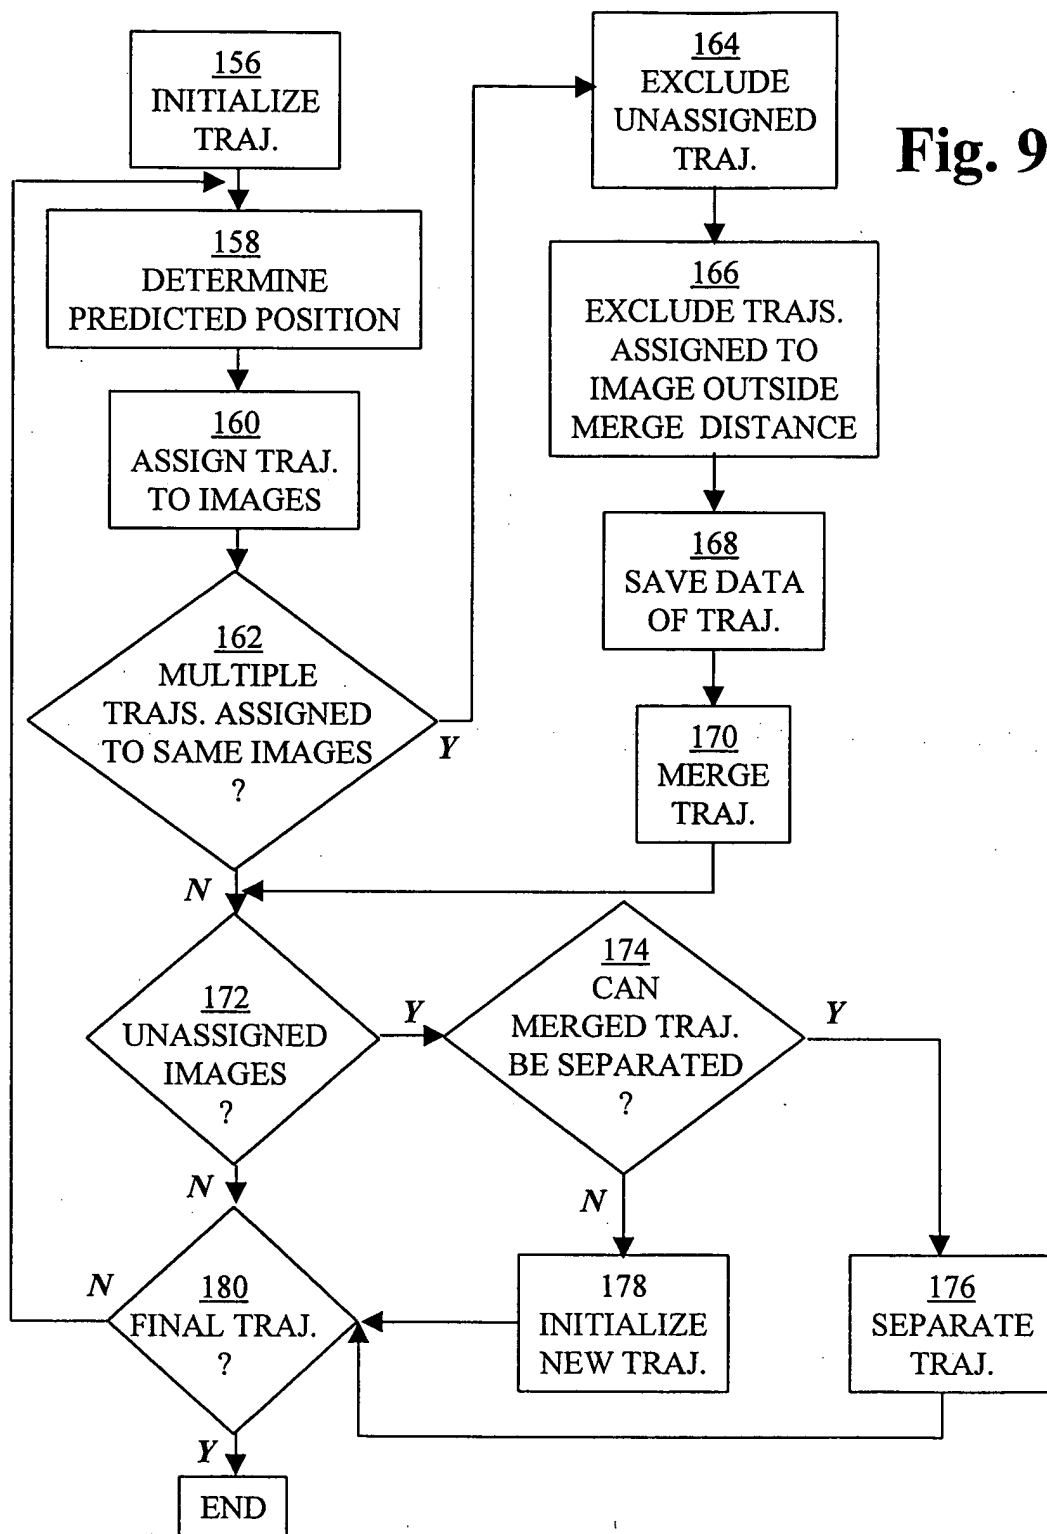 156
INITIALIZE
TRAJ.
158
DETERMINE
PREDICTED POSITION
160
ASSIGN TRAJ.
TO IMAGES
162
MULTIPLE
TRAJS. ASSIGNED
TO SAME IMAGES
?
Y
N
164
EXCLUDE
UNASSIGNED
TRAJ.
Fig. 9
166
EXCLUDE TRAJS.
ASSIGNED TO
IMAGE OUTSIDE
MERGE DISTANCE
168
SAVE DATA
OF TRAJ.
170
MERGE
TRAJ.
172
UNASSIGNED
IMAGES
?
Y
N
174
CAN
MERGED TRAJ.
BE SEPARATED
?
Y
N
178
INITIALIZE
NEW TRAJ.
176
SEPARATE
TRAJ.
180
FINAL TRAJ.
?
N
Y
END